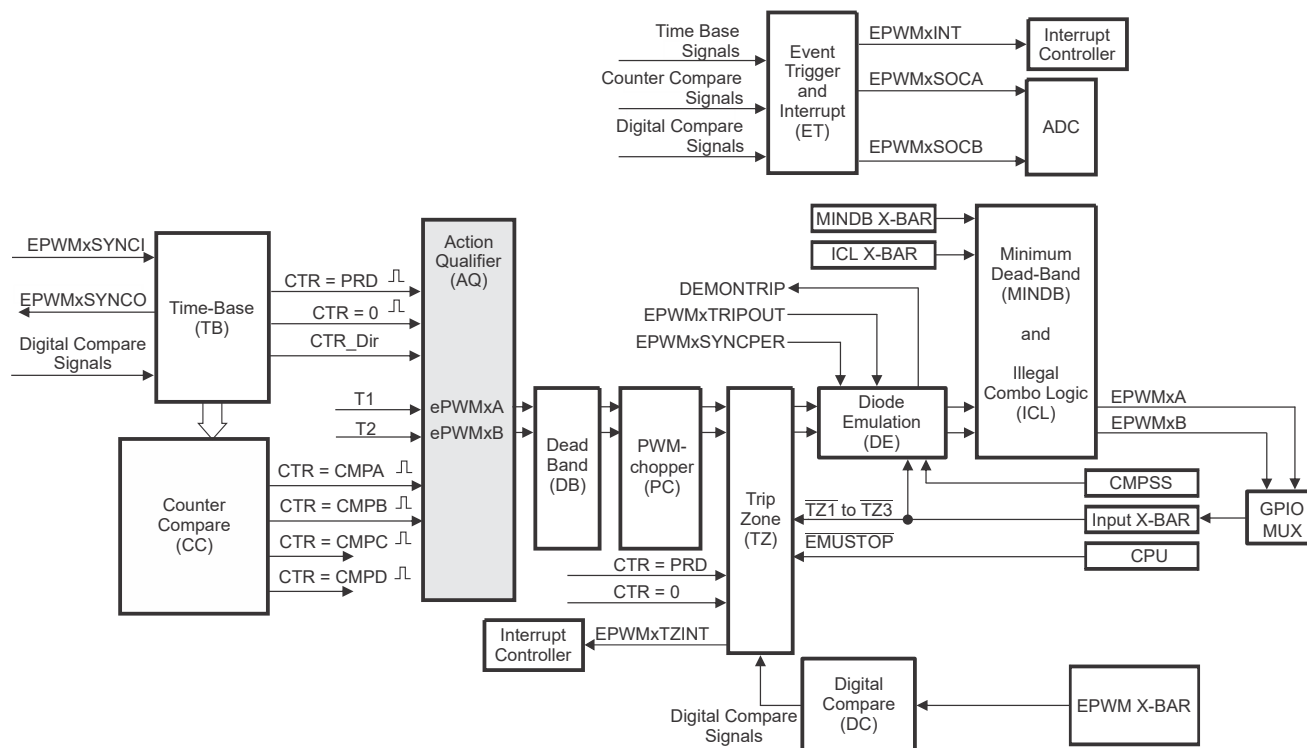 Time Base
Signals
Counter Compare
Signals
Digital Compare
Signals
Event
Trigger
and
Interrupt
(ET)
EPWMxINT
EPWMxSOCA
EPWMxSOCB
Interrupt
Controller
ADC
EPWMxSYNCI
EPWMxSYNCO
Digital Compare
Signals
Time-Base
(TB)
CTR = PRD
CTR = 0
CTR_Dir
T1
T2
Counter
Compare
(CC)
CTR = CMPA
CTR = CMPB
CTR = CMPC
CTR = CMPD
Action
Qualifier
(AQ)
ePWMxA
ePWMxB
Dead
Band
(DB)
PWM-
chopper
(PC)
Trip
Zone
(TZ)
CTR = PRD
CTR = 0
EPWMxTZINT
Interrupt
Controller
DEMONTRIP
EPWMxTRIPOUT
EPWMxSYNCPER
Diode
Emulation
(DE)
MINDB X-BAR
ICL X-BAR
Minimum
Dead-Band
(MINDB)
and
Illegal
Combo Logic
(ICL)
EPWMxA
EPWMxB
CMPSS
TZ1 to TZ3
Input X-BAR
EMUSTOP
CPU
GPIO
MUX
Digital Compare
Signals
Digital
Compare
(DC)
EPWM X-BAR